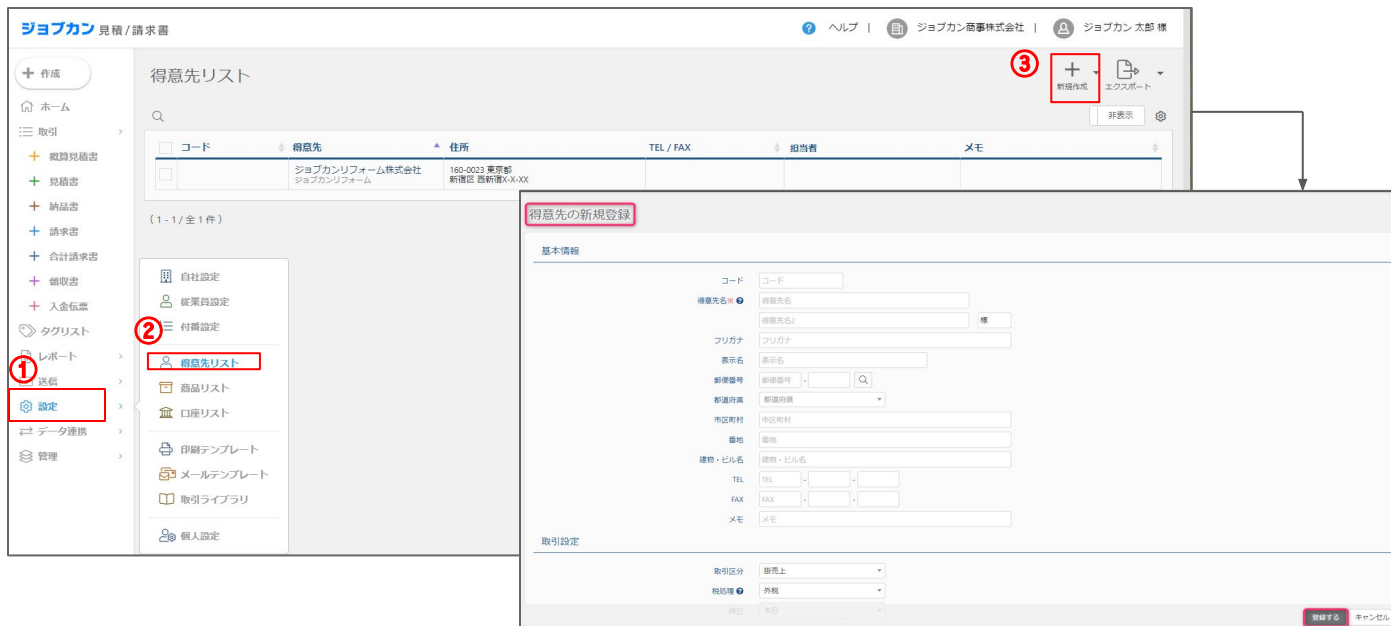 ジョブカン 見積/請求書
ヘルプ |
ジョブカン商事株式会社 |
ジョブカン 太郎 様
作成
ホーム
取引
概算見積書
見積書
納品書
請求書
合計請求書
領収書
入金伝票
タグリスト
レポート
送信
①
設定
データ連携
管理
得意先リスト
③
新規作成
エクスポート
非表示
コード 得意先 住所 TEL / FAX 担当者 メモ
ジョブカンリフォーム株式会社 160-0023 東京都
ジョブカンリフォーム 新宿区 西新宿X-X-XX
(1-1/全1件)
自社設定
従業員設定
②
付番設定
得意先リスト
商品リスト
口座リスト
印刷テンプレート
メールテンプレート
取引ライブラリ
個人設定
得意先の新規登録
基本情報
コード コード
得意先名※ 得意先名
得意先名2 様
フリガナ フリガナ
表示名 表示名
郵便番号 郵便番号 -
都道府県 都道府県
市区町村 市区町村
番地 番地
建物・ビル名 建物・ビル名
TEL TEL - -
FAX FAX - -
メモ メモ
取引設定
取引区分 掛売上
税処理 外税
締日 末日
登録する キャンセル